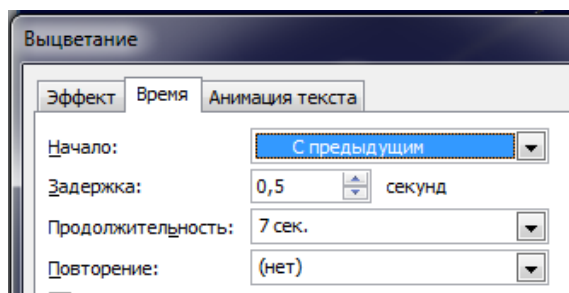 Выцветание
Эффект Время Анимация текста
Начало: С предыдущим
Задержка: 0,5 секунд
Продолжительность: 7 сек.
Повторение: (нет)